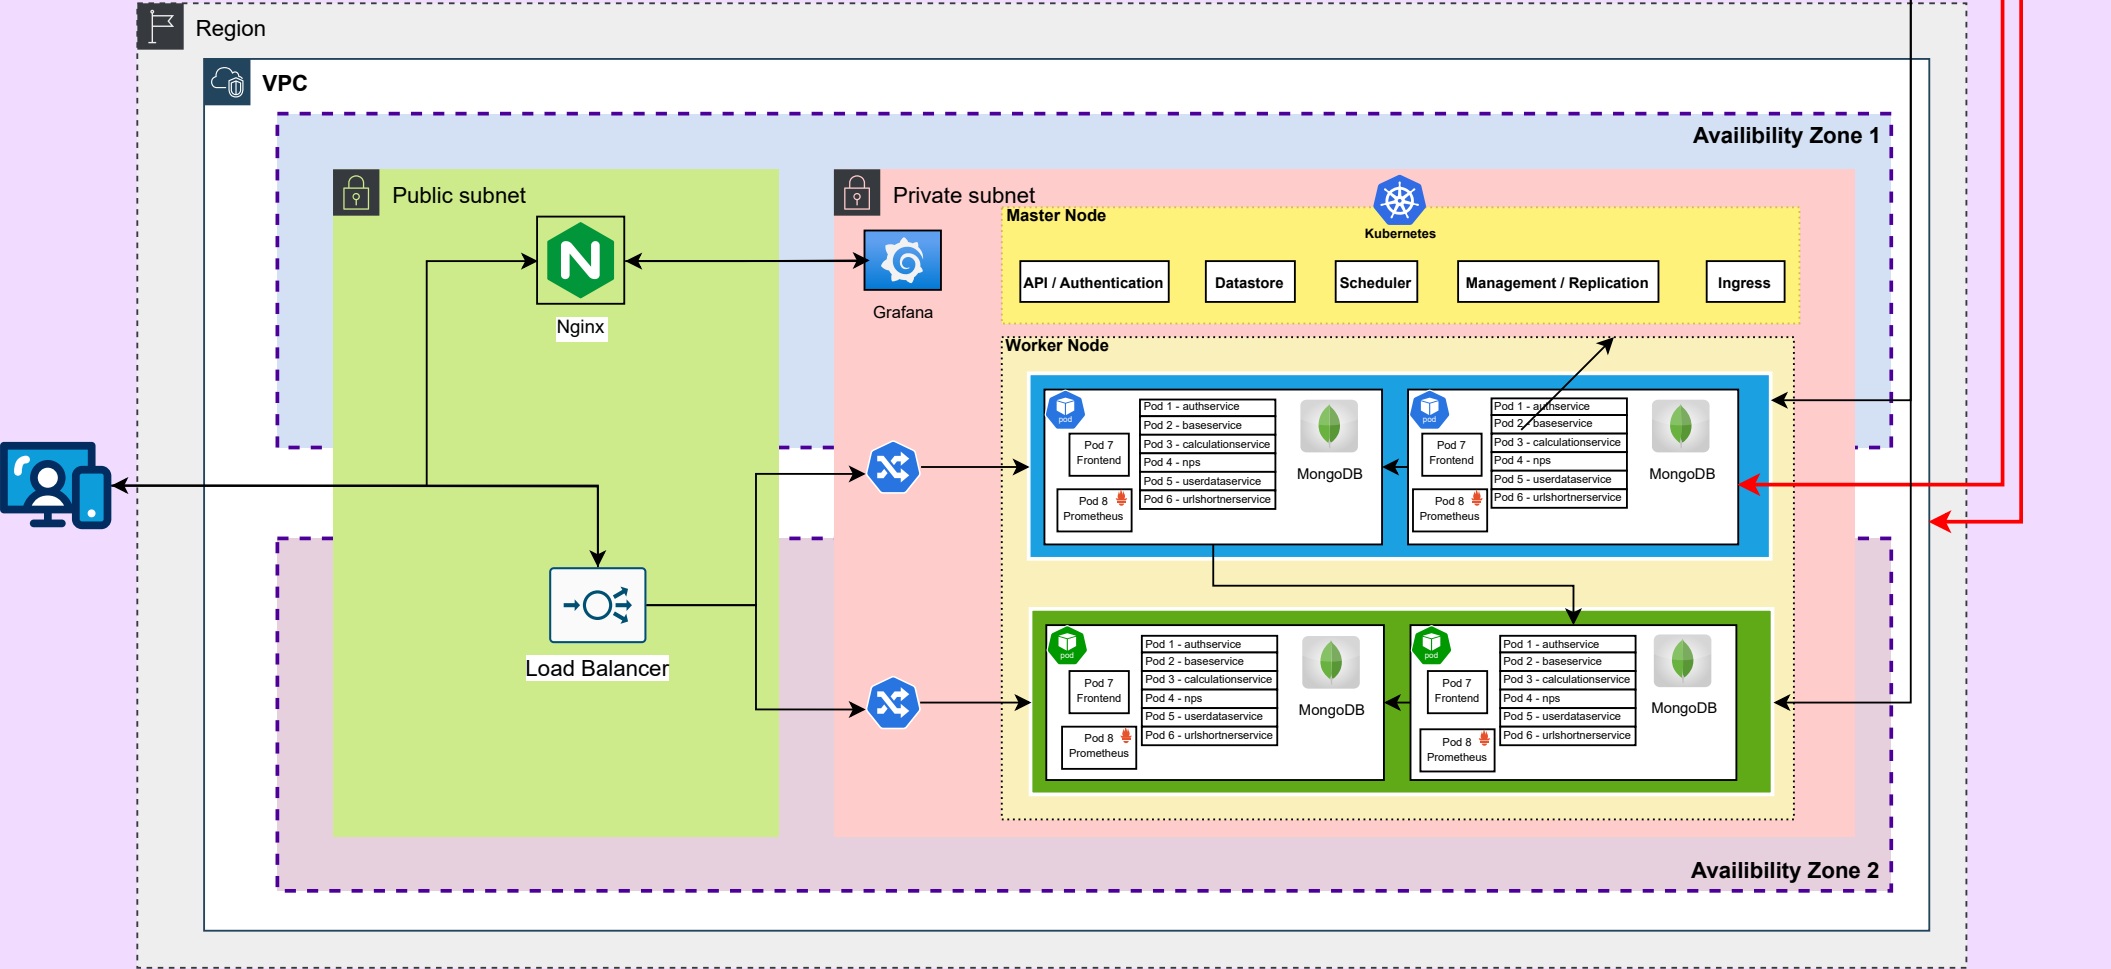 Region
VPC
Availibility Zone 1
Public subnet
Private subnet
Nginx
Grafana
Master Node
Kubernetes
API / Authentication
Datastore
Scheduler
Management / Replication
Ingress
Worker Node
pod
Pod 7
Frontend
Pod 8
Prometheus
Pod 1 - authservice
Pod 2 - baseservice
Pod 3 - calculationservice
Pod 4 - nps
Pod 5 - userdataservice
Pod 6 - urlshortnerservice
MongoDB
pod
Pod 7
Frontend
Pod 8
Prometheus
Pod 1 - authservice
Pod 2 - baseservice
Pod 3 - calculationservice
Pod 4 - nps
Pod 5 - userdataservice
Pod 6 - urlshortnerservice
MongoDB
Load Balancer
pod
Pod 7
Frontend
Pod 8
Prometheus
Pod 1 - authservice
Pod 2 - baseservice
Pod 3 - calculationservice
Pod 4 - nps
Pod 5 - userdataservice
Pod 6 - urlshortnerservice
MongoDB
pod
Pod 7
Frontend
Pod 8
Prometheus
Pod 1 - authservice
Pod 2 - baseservice
Pod 3 - calculationservice
Pod 4 - nps
Pod 5 - userdataservice
Pod 6 - urlshortnerservice
MongoDB
Availibility Zone 2